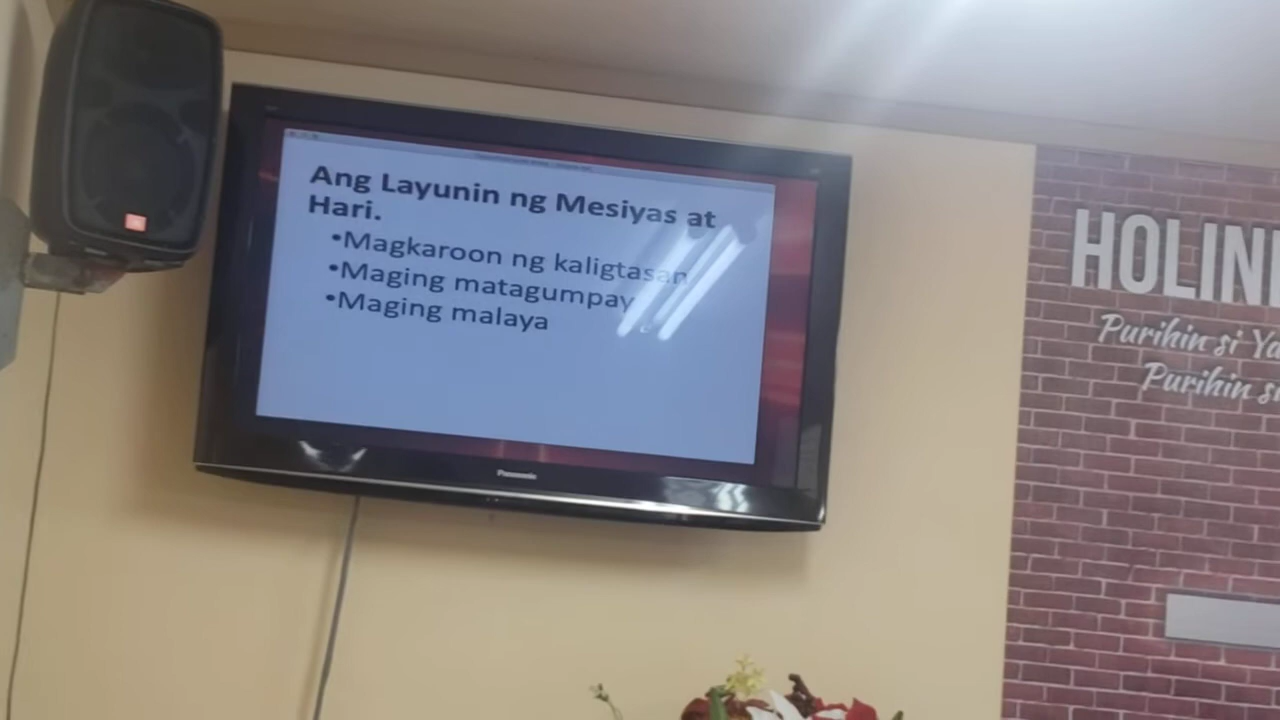 Ang Layunin ng Mesiyas at
Hari.
•Magkaroon ng kaligtasan
•Maging matagumpay
•Maging malaya
Panasonic
HOLINE
Purihin si Ya
Purihin si